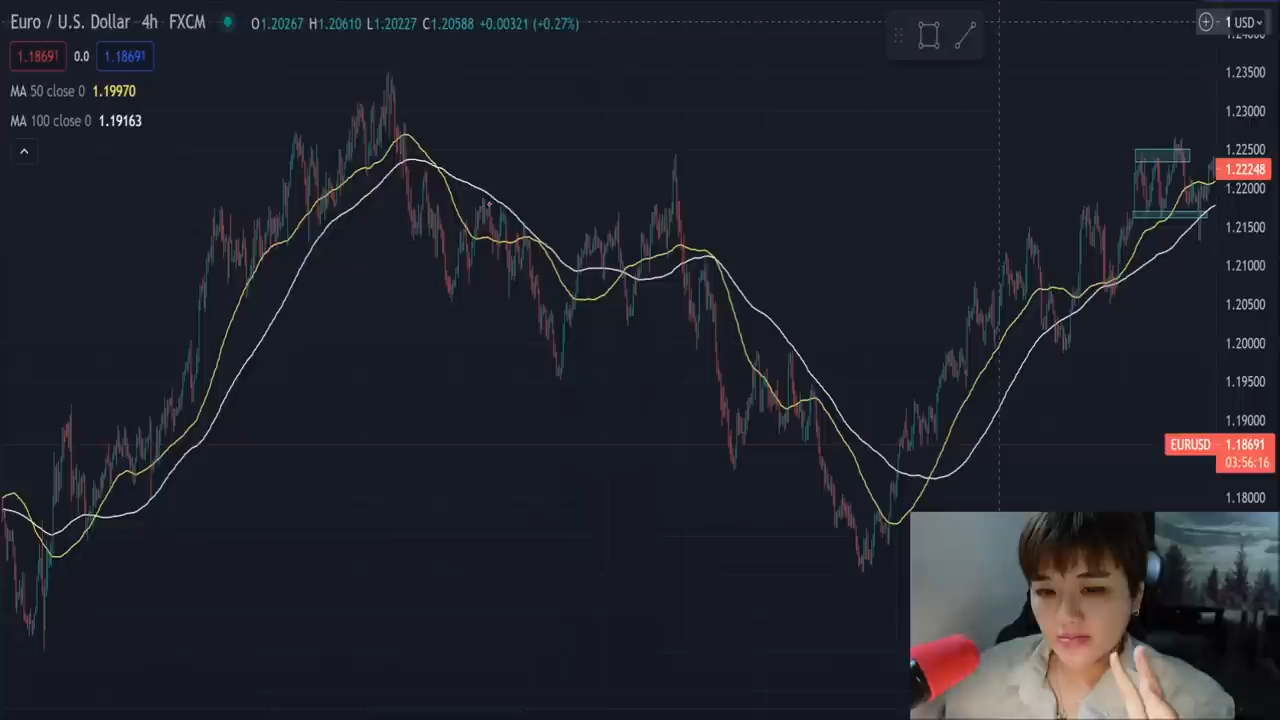 Euro / U.S. Dollar 4h FXCM O1.20267 H1.20610 L1.20227 C1.20588 +0.00321 (+0.27%)
1.18691 0.0 1.18691
MA 50 close 0 1.19970
MA 100 close 0 1.19163
1 USD
1.23500
1.23000
1.22500
1.22248
1.22000
1.21500
1.21000
1.20500
1.20000
1.19500
1.19000
EURUSD 1.18691
03:56:16
1.18000